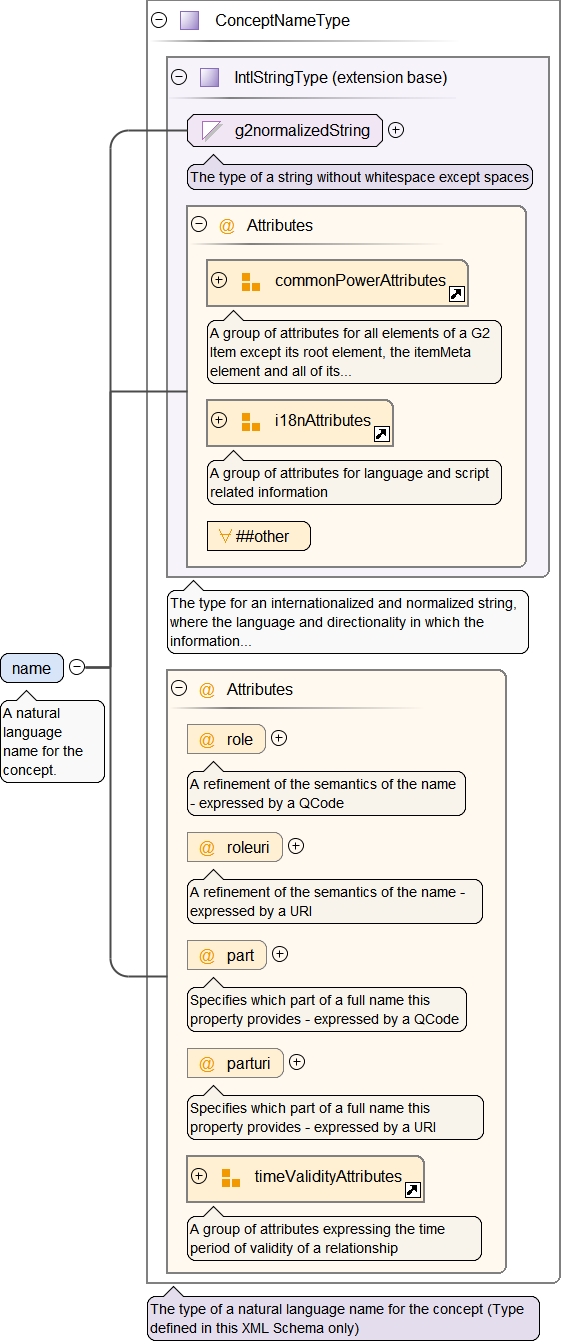 ConceptNameType
IntlStringType (extension base)
g2normalizedString
The type of a string without whitespace except spaces
@ Attributes
commonPowerAttributes
A group of attributes for all elements of a G2
Item except its root element, the itemMeta
element and all of its...
i18nAttributes
A group of attributes for language and script
related information
##other
The type for an internationalized and normalized string,
where the language and directionality in which the
information...
name
A natural
language
name for the
concept.
@ Attributes
@ role
A refinement of the semantics of the name
- expressed by a QCode
@ roleuri
A refinement of the semantics of the name -
expressed by a URI
@ part
Specifies which part of a full name this
property provides - expressed by a QCode
@ parturi
Specifies which part of a full name this
property provides - expressed by a URI
timeValidityAttributes
A group of attributes expressing the time
period of validity of a relationship
The type of a natural language name for the concept (Type
defined in this XML Schema only)